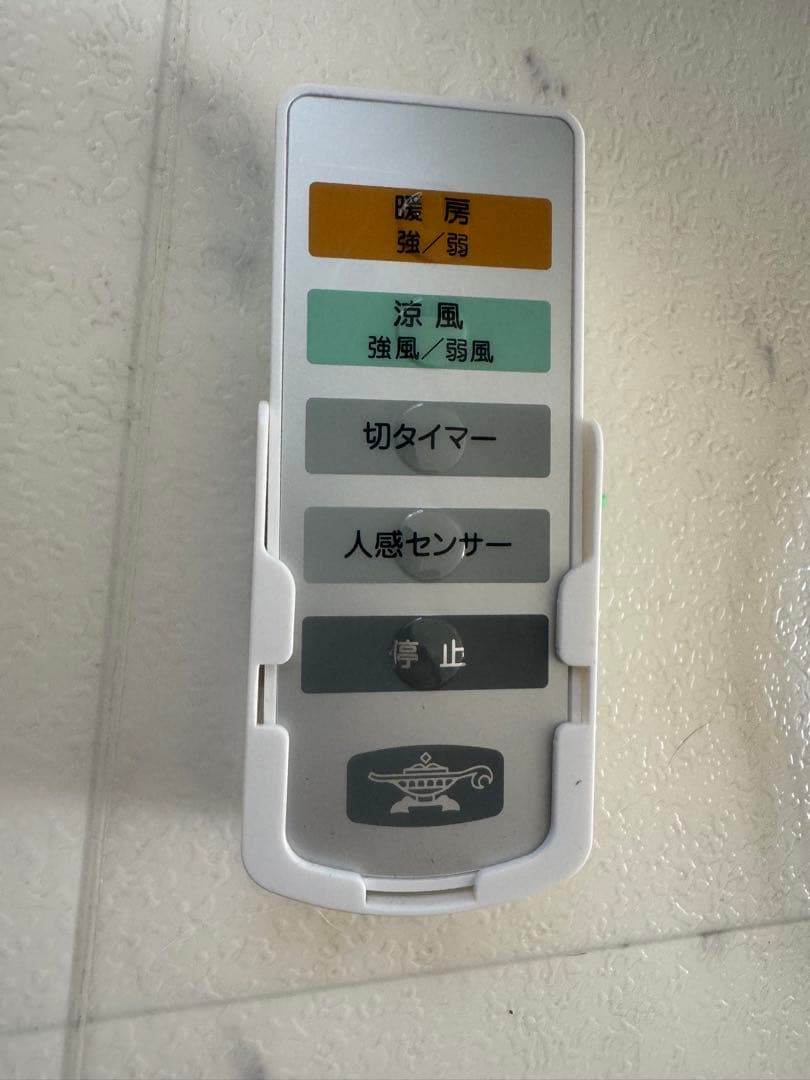 暖房
強／弱
涼風
強風／弱風
切タイマー
人感センサー
停止